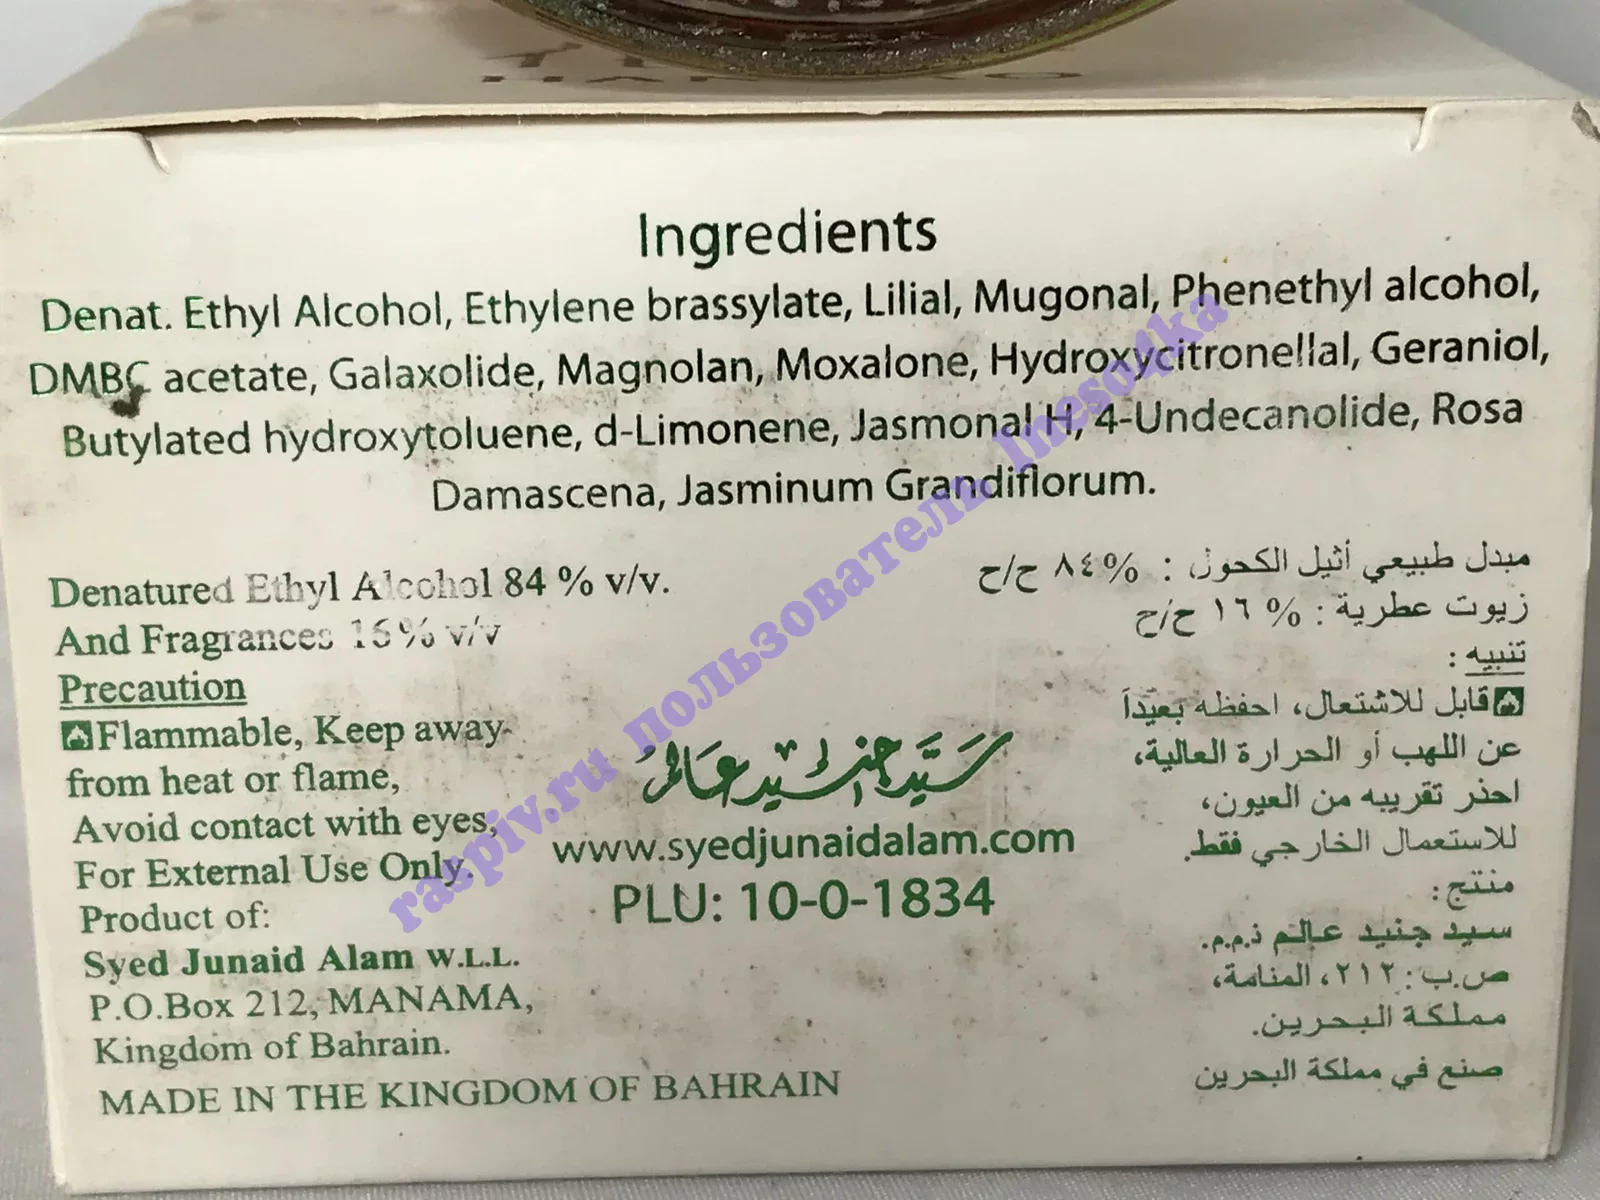 Ingredients
Denat. Ethyl Alcohol, Ethylene brassylate, Lilial, Mugonal, Phenethyl alcohol,
DMBC acetate, Galaxolide, Magnolan, Moxalone, Hydroxycitronellal, Geraniol,
Butylated hydroxytoluene, d-Limonene, Jasmonal H, 4-Undecanolide, Rosa
Damascena, Jasminum Grandiflorum.
Denatured Ethyl Alcohol 84 % v/v.
And Fragrances 16% v/v
Precaution
Flammable, Keep away
from heat or flame,
Avoid contact with eyes,
For External Use Only.
Product of:
Syed Junaid Alam W.L.L.
P.O.Box 212, MANAMA,
Kingdom of Bahrain.
MADE IN THE KINGDOM OF BAHRAIN
سيد جنيد عالم
www.syedjunaidalam.com
PLU: 10-0-1834
مبدل طبيعي أثيل الكحول : %٨٤ ح/ح
زيوت عطرية : % ١٦ ح/ح
تنبيه :
قابل للاشتعال، احفظه بعيداً
عن اللهب أو الحرارة العالية،
احذر تقريبه من العيون،
للاستعمال الخارجي فقط.
منتج:
سيد جنيد عالم ذ.م.م.
ص.ب: ٢١٢، المنامة،
مملكة البحرين.
صنع في مملكة البحرين
raspiv.ru пользователь Ineso4ka